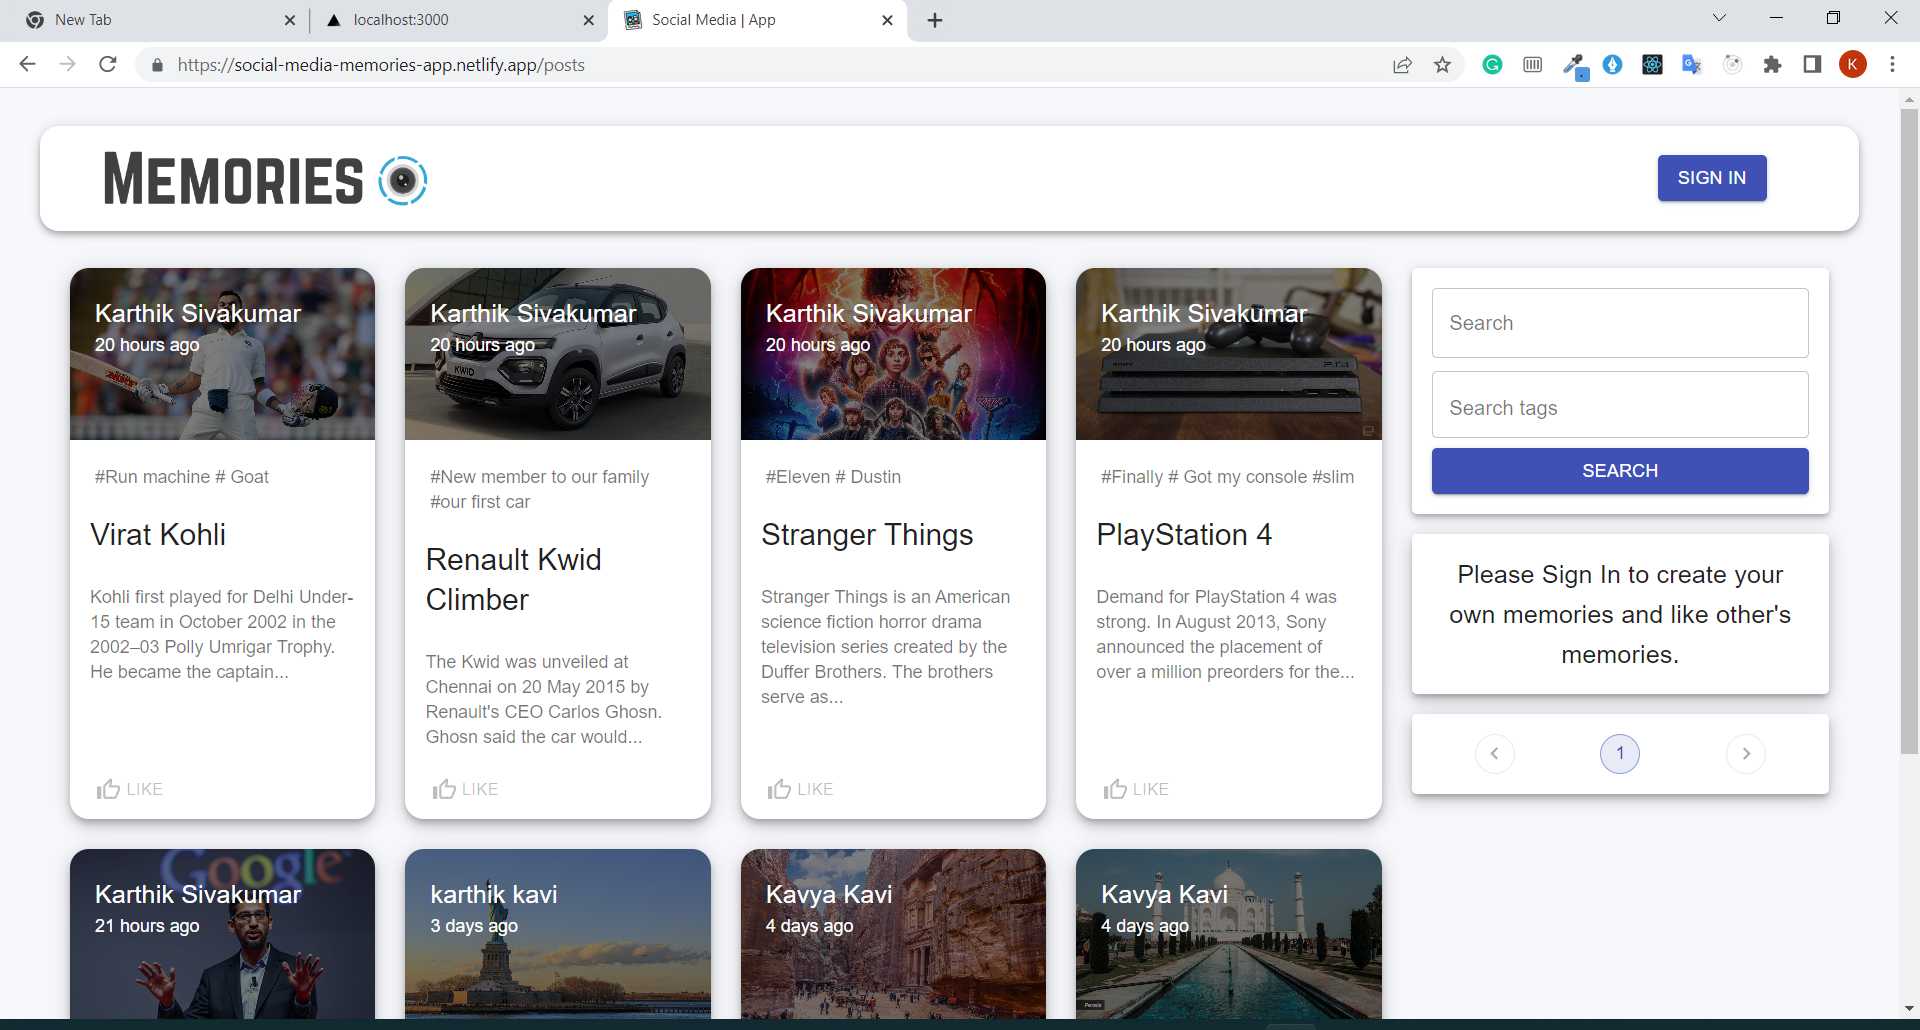 New Tab
localhost:3000
Social Media | App
https://social-media-memories-app.netlify.app/posts
K
MEMORIES
SIGN IN
Karthik Sivakumar
20 hours ago
#Run machine # Goat
Virat Kohli
Kohli first played for Delhi Under-
15 team in October 2002 in the
2002–03 Polly Umrigar Trophy.
He became the captain...
LIKE
Karthik Sivakumar
20 hours ago
KWID
#New member to our family
#our first car
Renault Kwid
Climber
The Kwid was unveiled at
Chennai on 20 May 2015 by
Renault's CEO Carlos Ghosn.
Ghosn said the car would...
LIKE
Karthik Sivakumar
20 hours ago
#Eleven # Dustin
Stranger Things
Stranger Things is an American
science fiction horror drama
television series created by the
Duffer Brothers. The brothers
serve as...
LIKE
Karthik Sivakumar
20 hours ago
PS4
#Finally # Got my console #slim
PlayStation 4
Demand for PlayStation 4 was
strong. In August 2013, Sony
announced the placement of
over a million preorders for the...
LIKE
Search
Search tags
SEARCH
Please Sign In to create your
own memories and like other's
memories.
1
Google
Karthik Sivakumar
21 hours ago
karthik kavi
3 days ago
Kavya Kavi
4 days ago
Kavya Kavi
4 days ago